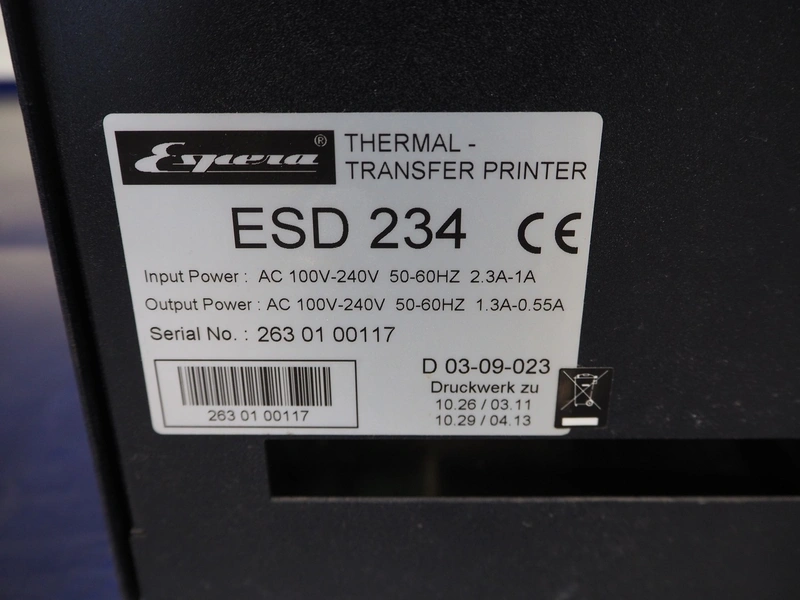 Espera®
THERMAL -
TRANSFER PRINTER
ESD 234 CE
Input Power : AC 100V-240V 50-60HZ 2.3A-1A
Output Power : AC 100V-240V 50-60HZ 1.3A-0.55A
Serial No. : 263 01 00117
263 01 00117
D 03-09-023
Druckwerk zu
10.26 / 03.11
10.29 / 04.13